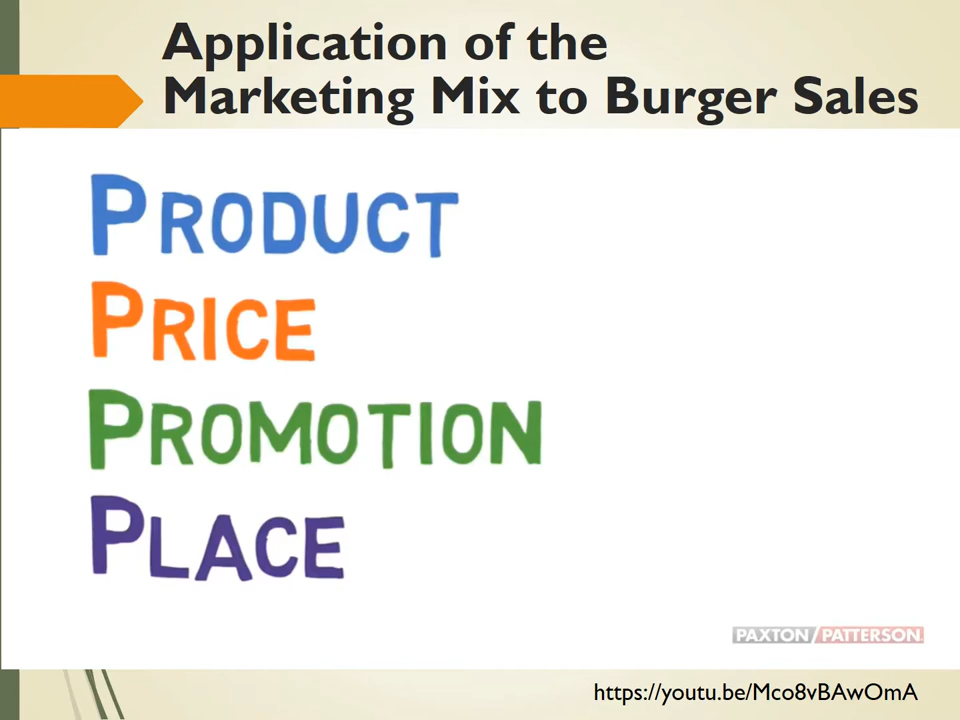 Application of the
Marketing Mix to Burger Sales
PRODUCT
PRICE
PROMOTION
PLACE
PAXTON/PATTERSON
https://youtu.be/Mco8vBAwOmA